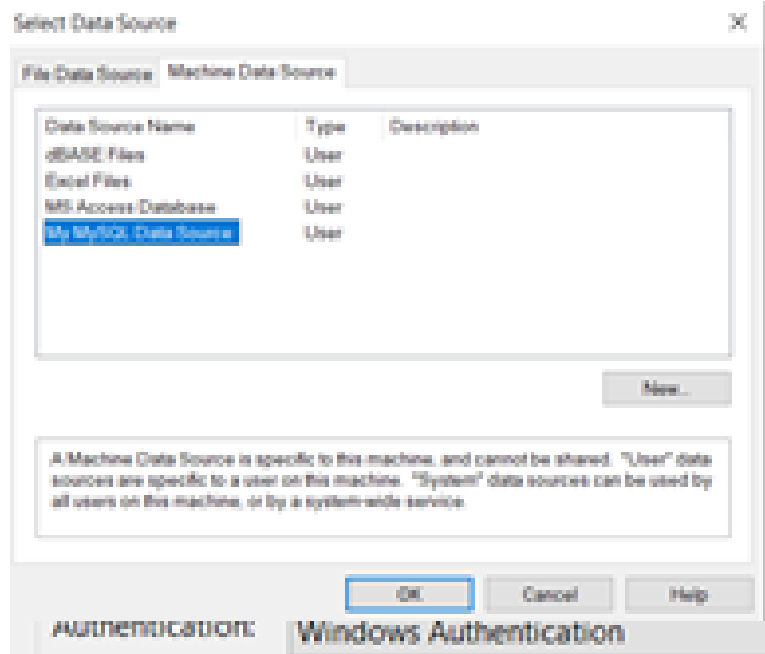 Select Data Source
File Data Source Machine Data Source
Data Source Name Type Description
dBASE Files User
Excel Files User
MS Access Database User
My MySQL Data Source User
New...
A Machine Data Source is specific to this machine, and cannot be shared. "User" data
sources are specific to a user on this machine. "System" data sources can be used by
all users on this machine, or by a system-wide service.
OK Cancel Help
Authentication: Windows Authentication